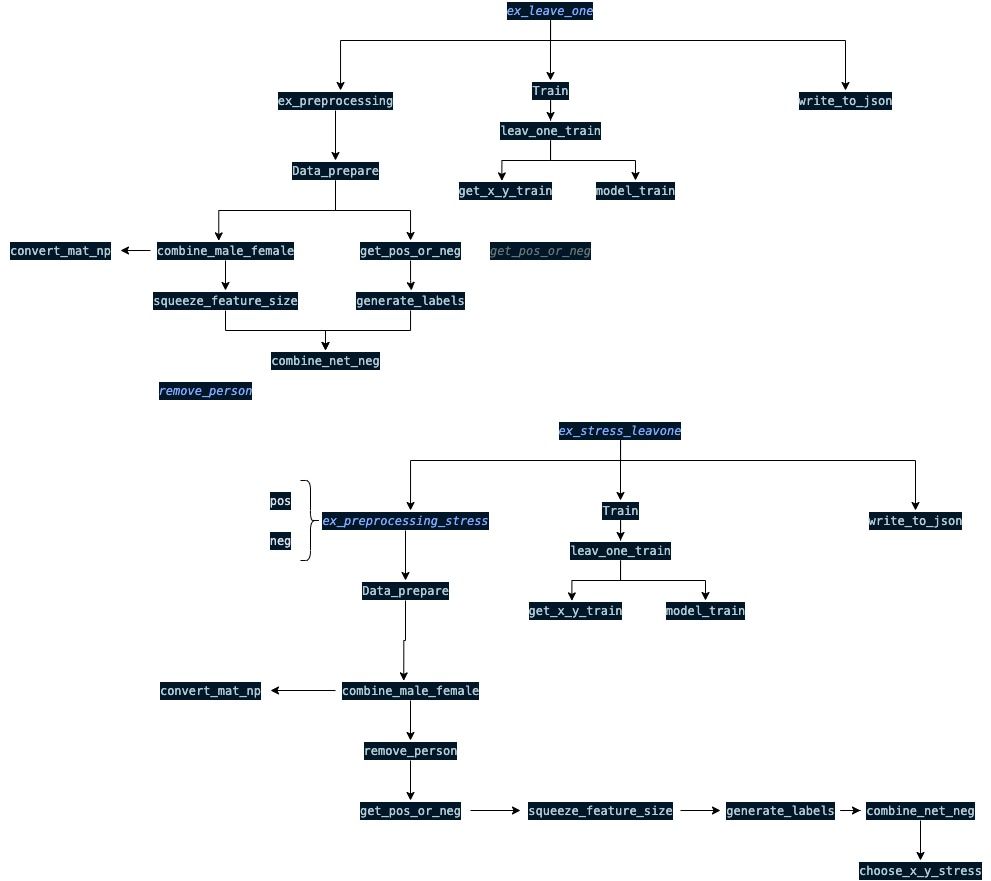 ex_leave_one
ex_preprocessing
Train
write_to_json
leav_one_train
Data_prepare
get_x_y_train
model_train
convert_mat_np
combine_male_female
get_pos_or_neg
get_pos_or_neg
squeeze_feature_size
generate_labels
combine_net_neg
remove_person
ex_stress_leavone
pos
neg
ex_preprocessing_stress
Train
write_to_json
leav_one_train
Data_prepare
get_x_y_train
model_train
convert_mat_np
combine_male_female
remove_person
get_pos_or_neg
squeeze_feature_size
generate_labels
combine_net_neg
choose_x_y_stress